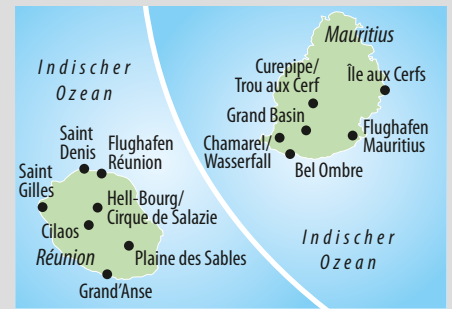 Indischer
Ozean
Saint
Denis
Flughafen
Réunion
Saint
Gilles
Hell-Bourg/
Cirque de Salazie
Cilaos
Réunion
Plaine des Sables
Grand'Anse
Mauritius
Curepipe/
Trou aux Cerf
Île aux Cerfs
Grand Basin
Chamarel/
Wasserfall
Flughafen
Mauritius
Bel Ombre
Indischer
Ozean